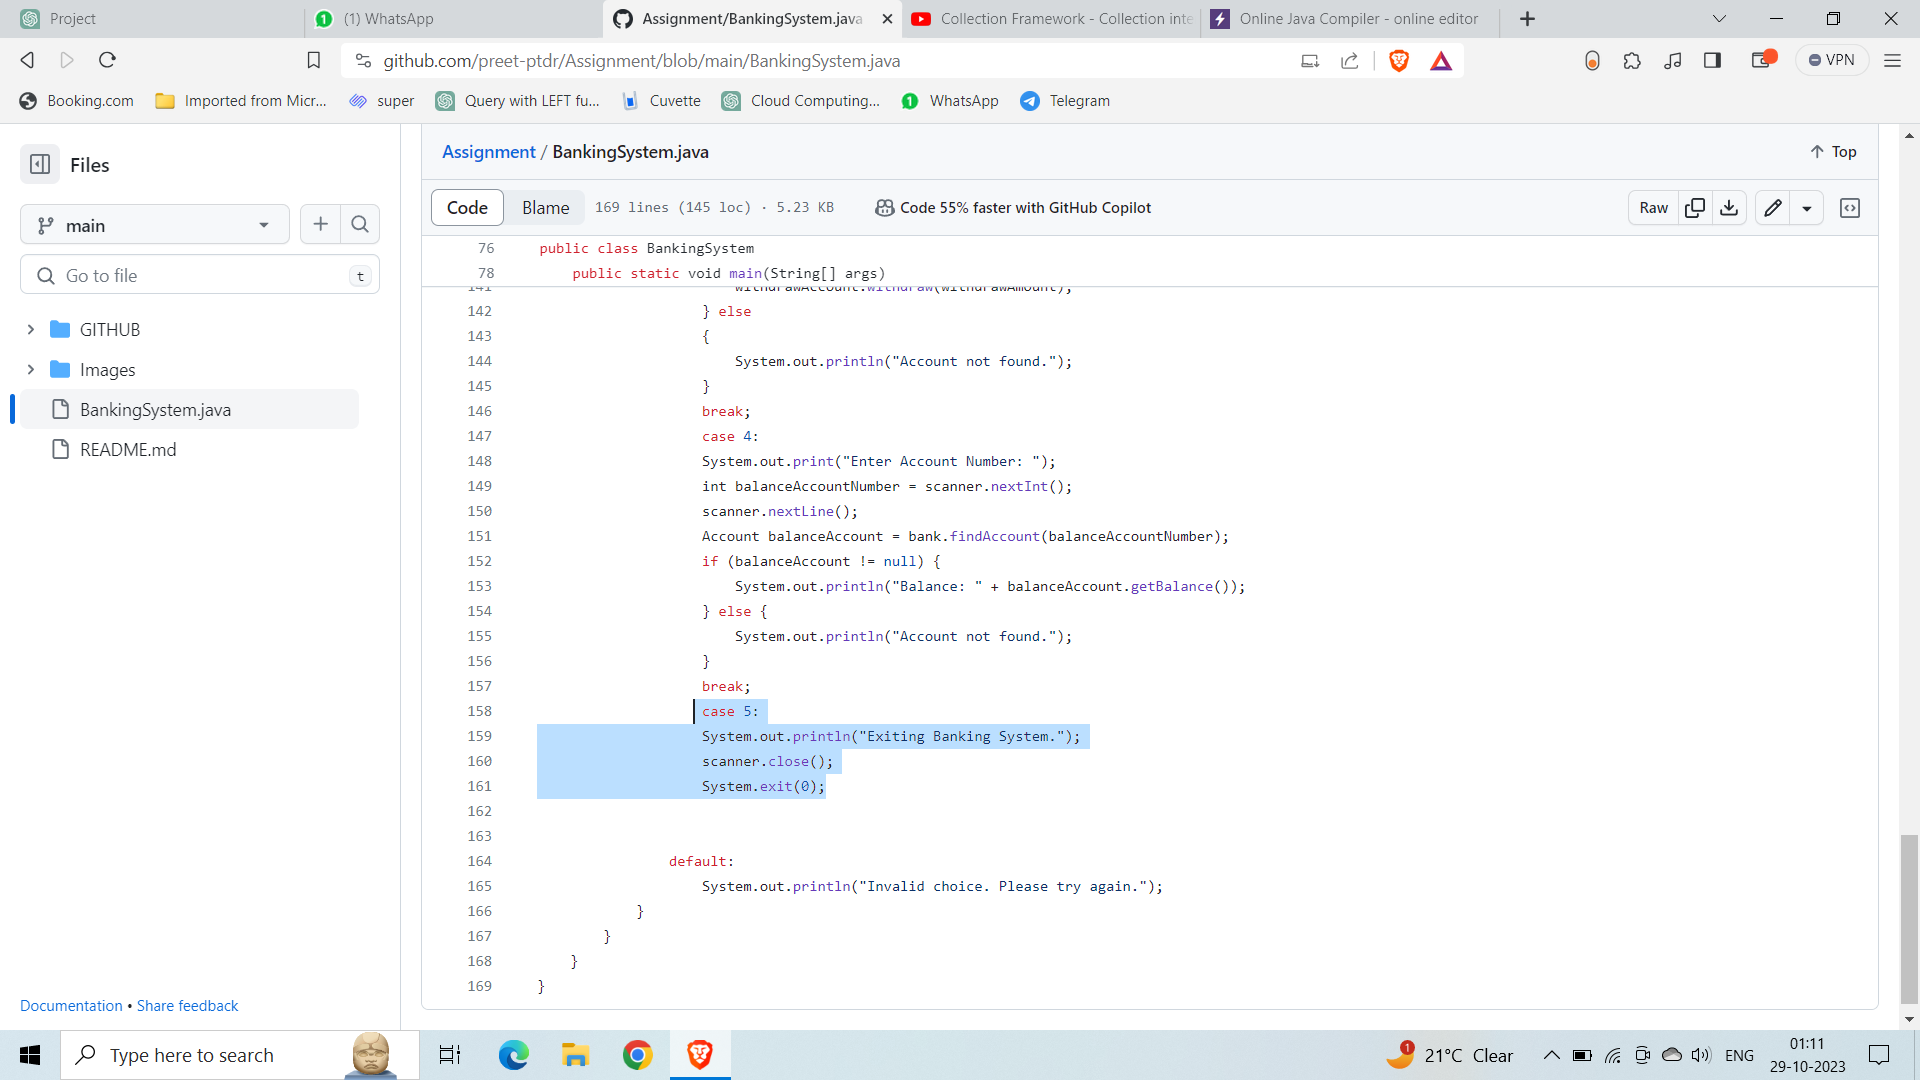 Project
(1) WhatsApp
Assignment/BankingSystem.java
Collection Framework - Collection inte
Online Java Compiler - online editor
github.com/preet-ptdr/Assignment/blob/main/BankingSystem.java
VPN
Booking.com
Imported from Micr...
super
Query with LEFT fu...
Cuvette
Cloud Computing...
WhatsApp
Telegram
Files
Assignment / BankingSystem.java
Top
main
Code
Blame
169 lines (145 loc) · 5.23 KB
Code 55% faster with GitHub Copilot
Raw
Go to file
t
GITHUB
Images
BankingSystem.java
README.md
76 public class BankingSystem
78 public static void main(String[] args)
141 withdrawAccount.withdraw(withdrawAmount);
142 } else
143 {
144 System.out.println("Account not found.");
145 }
146 break;
147 case 4:
148 System.out.print("Enter Account Number: ");
149 int balanceAccountNumber = scanner.nextInt();
150 scanner.nextLine();
151 Account balanceAccount = bank.findAccount(balanceAccountNumber);
152 if (balanceAccount != null) {
153 System.out.println("Balance: " + balanceAccount.getBalance());
154 } else {
155 System.out.println("Account not found.");
156 }
157 break;
158 case 5:
159 System.out.println("Exiting Banking System.");
160 scanner.close();
161 System.exit(0);
162
163
164 default:
165 System.out.println("Invalid choice. Please try again.");
166 }
167 }
168 }
169 }
Documentation • Share feedback
Type here to search
1
21°C Clear
ENG
01:11
29-10-2023